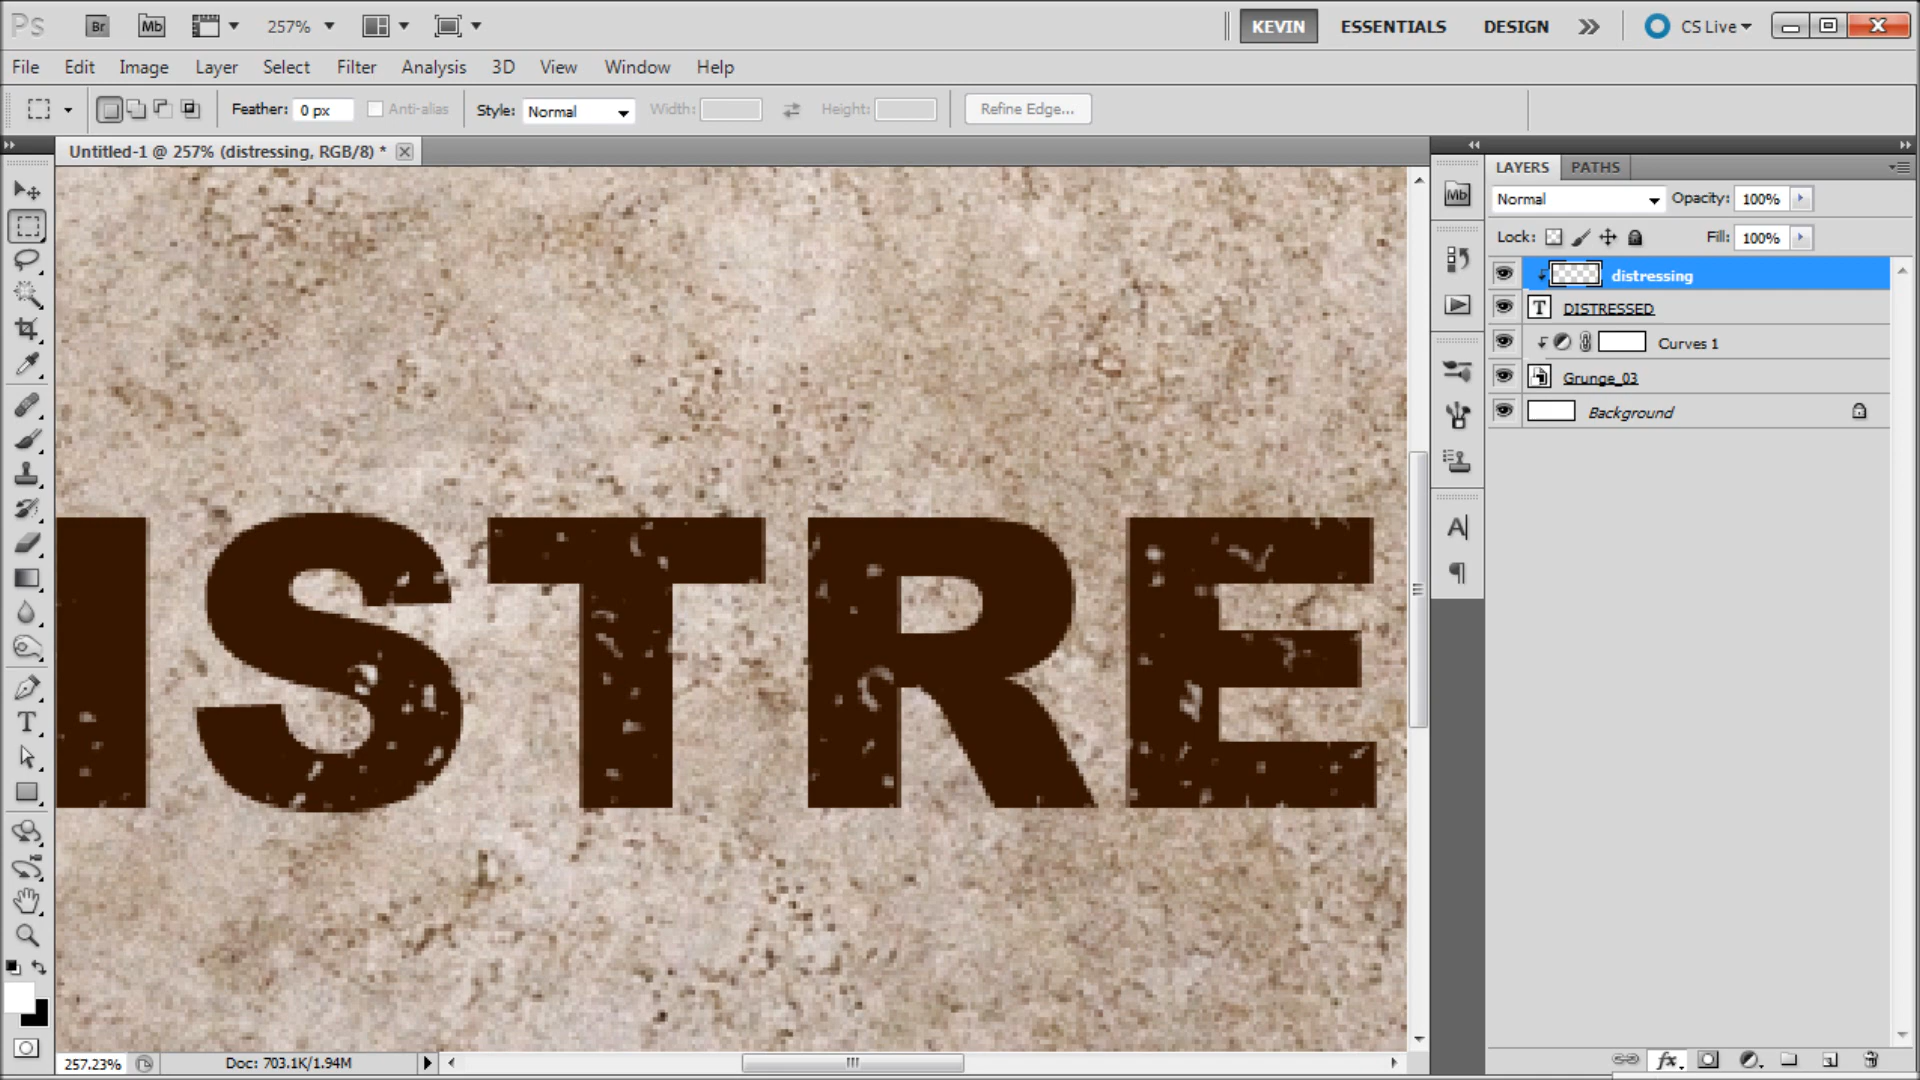 Ps Br Mb 257% KEVIN ESSENTIALS DESIGN CS Live
File Edit Image Layer Select Filter Analysis 3D View Window Help
Feather: 0 px Anti-alias Style: Normal Width: Height: Refine Edge...
Untitled-1 @ 257% (distressing, RGB/8) *
LAYERS PATHS
Mb Normal Opacity: 100%
Lock: Fill: 100%
distressing
T DISTRESSED
Curves 1
Grunge_03
Background
A
¶
ISTRE
T
257.23% Doc: 703.1K/1.94M
fx